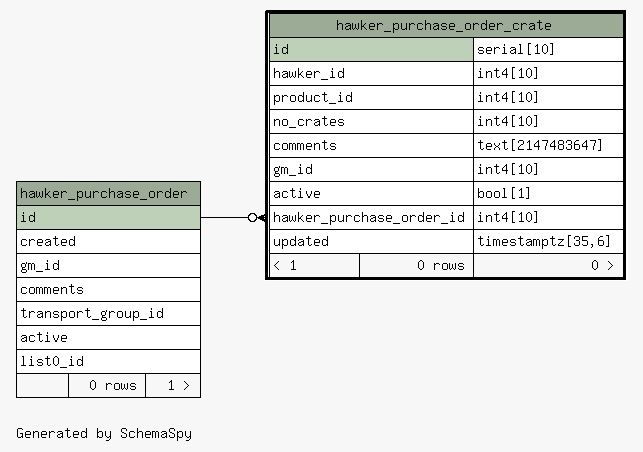 hawker_purchase_order_crate
id serial[10]
hawker_id int4[10]
product_id int4[10]
no_crates int4[10]
comments text[2147483647]
gm_id int4[10]
active bool[1]
hawker_purchase_order_id int4[10]
updated timestamptz[35,6]
< 1 0 rows 0 >
hawker_purchase_order
id
created
gm_id
comments
transport_group_id
active
list0_id
0 rows 1 >
Generated by SchemaSpy